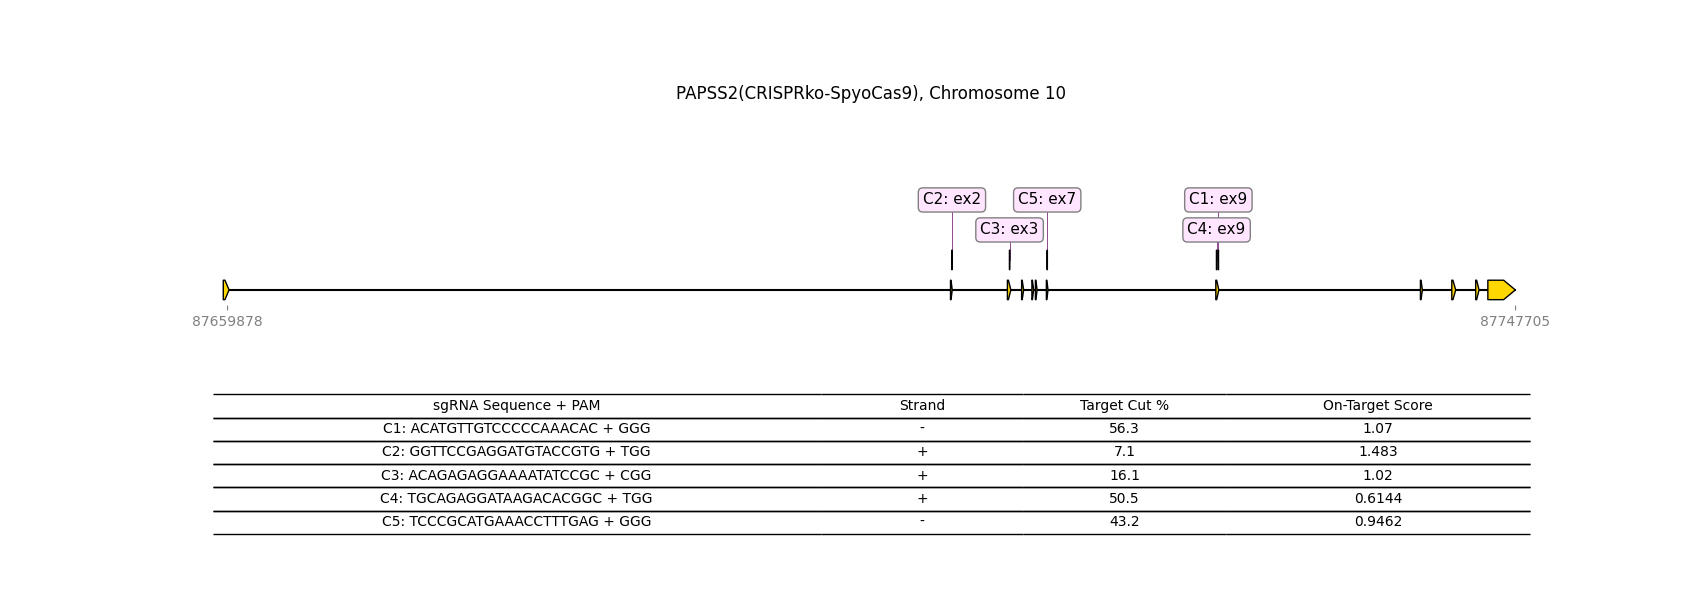 PAPSS2(CRISPRko-SpyoCas9), Chromosome 10
C2: ex2 C5: ex7 C1: ex9
C3: ex3 C4: ex9
87659878 87747705
sgRNA Sequence + PAM Strand Target Cut % On-Target Score
C1: ACATGTTGTCCCCCAAACAC + GGG - 56.3 1.07
C2: GGTTCCGAGGATGTACCGTG + TGG + 7.1 1.483
C3: ACAGAGAGGAAAATATCCGC + CGG + 16.1 1.02
C4: TGCAGAGGATAAGACACGGC + TGG + 50.5 0.6144
C5: TCCCGCATGAAACCTTTGAG + GGG - 43.2 0.9462